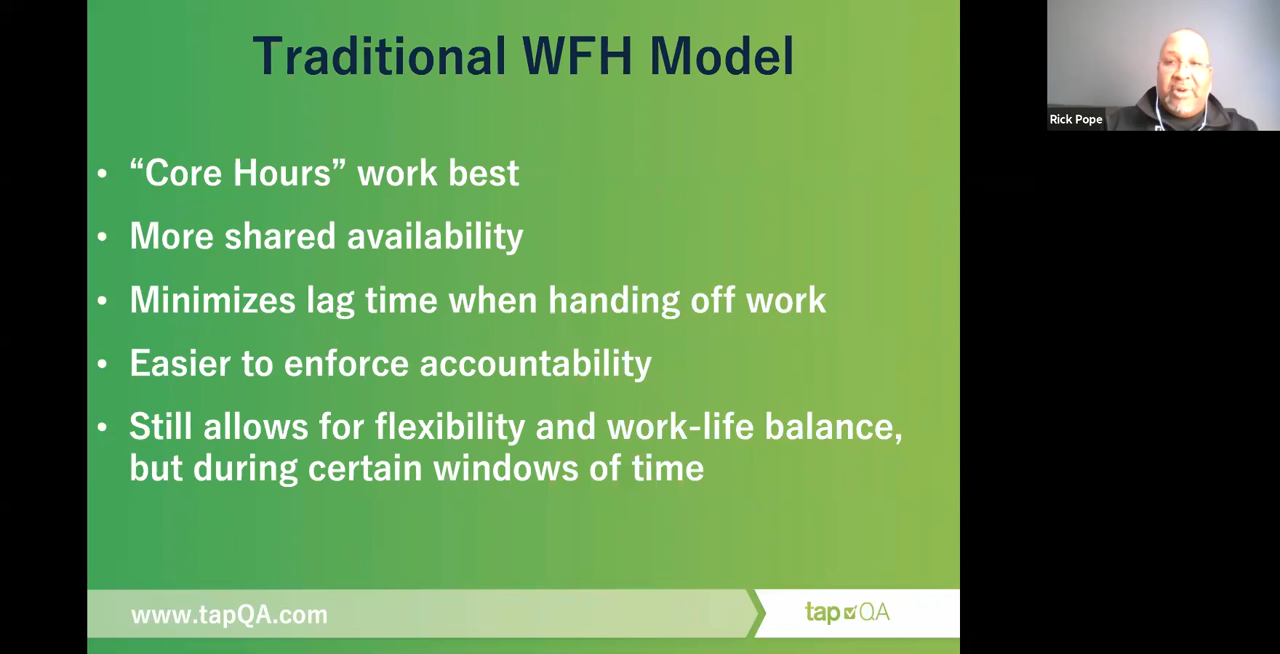 Traditional WFH Model
• “Core Hours” work best
• More shared availability
• Minimizes lag time when handing off work
• Easier to enforce accountability
• Still allows for flexibility and work-life balance,
but during certain windows of time
www.tapQA.com
tap QA
Rick Pope